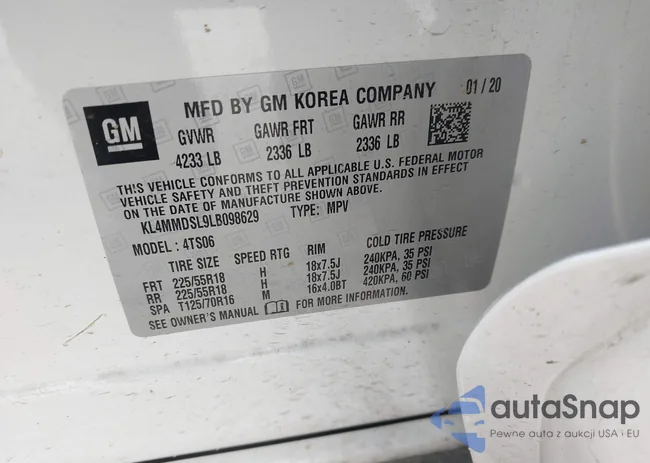 GM
MFD BY GM KOREA COMPANY 01/20
GVWR GAWR FRT GAWR RR
4233 LB 2336 LB 2336 LB
THIS VEHICLE CONFORMS TO ALL APPLICABLE U.S. FEDERAL MOTOR
VEHICLE SAFETY AND THEFT PREVENTION STANDARDS IN EFFECT
ON THE DATE OF MANUFACTURE SHOWN ABOVE.
KL4MMDSL9LB098629 TYPE: MPV
MODEL: 4TS06
TIRE SIZE SPEED RTG RIM COLD TIRE PRESSURE
FRT 225/55R18 H 18x7.5J 240KPA, 35 PSI
RR 225/55R18 H 18x7.5J 240KPA, 35 PSI
SPA T125/70R16 M 16x4.0BT 420KPA, 60 PSI
SEE OWNER'S MANUAL FOR MORE INFORMATION.
autaSnap
Pewne auta z aukcji USA i EU